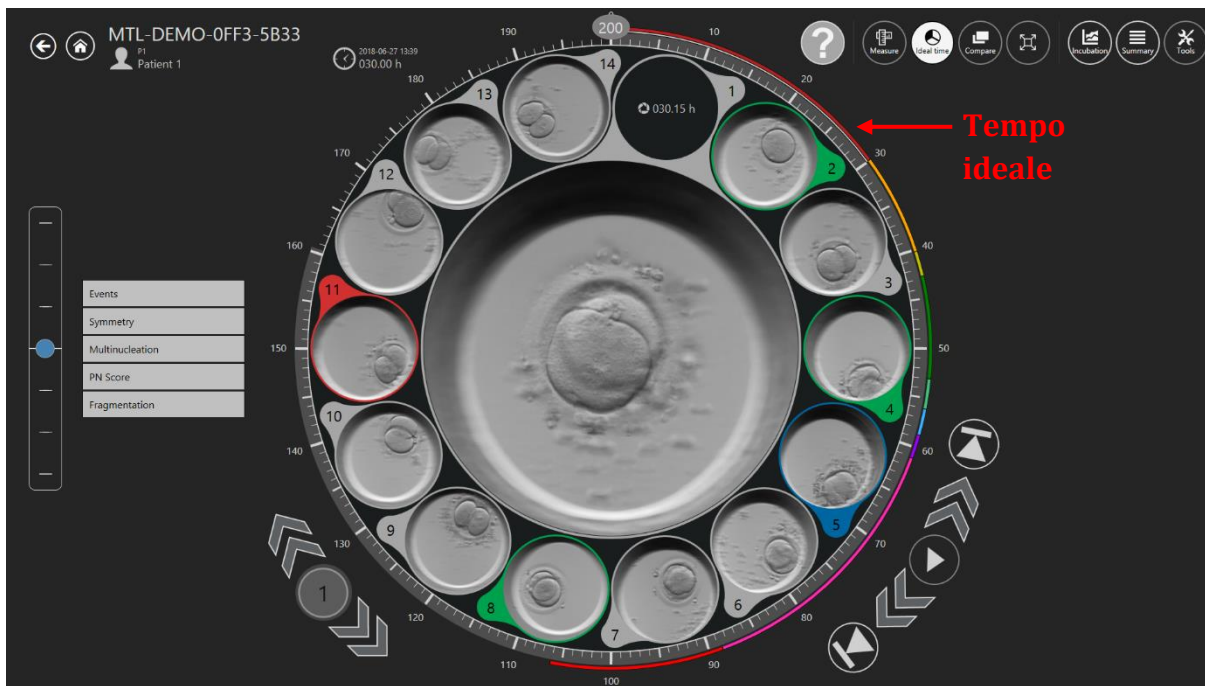 MTL-DEMO-0FF3-5B33
P1
Patient 1
2018-06-27 13:39
030.00 h
?
Measure
Ideal time
Compare
Incubation
Summary
Tools
Tempo
ideale
Events
Symmetry
Multinucleation
PN Score
Fragmentation
200
10
20
30
40
50
60
70
80
90
100
110
120
130
140
150
160
170
180
190
030.15 h
1
2
3
4
5
6
7
8
9
10
11
12
13
14
1